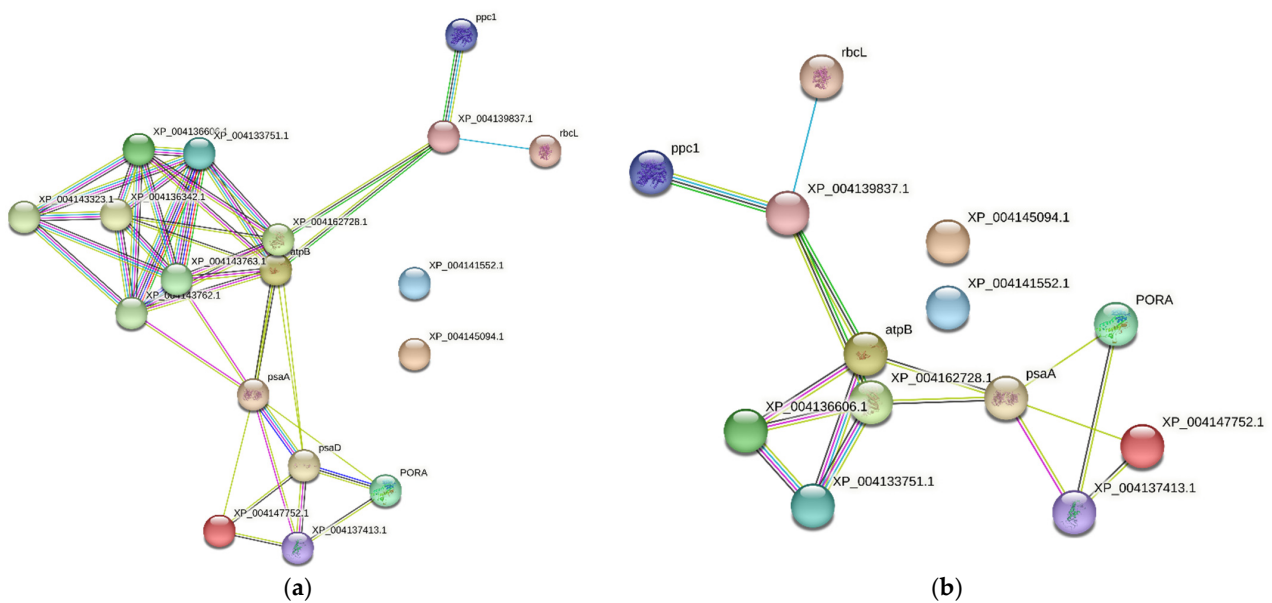 ppc1
XP_004139837.1
rbcL
XP_004136606.1
XP_004133751.1
XP_004143323.1
XP_004136342.1
XP_004162728.1
atpB
XP_004143763.1
XP_004143762.1
XP_004141552.1
XP_004145094.1
psaA
psaD
PORA
XP_004147752.1
XP_004137413.1
(a)
rbcL
ppc1
XP_004139837.1
XP_004145094.1
XP_004141552.1
PORA
atpB
XP_004162728.1
psaA
XP_004136606.1
XP_004147752.1
XP_004133751.1
XP_004137413.1
(b)